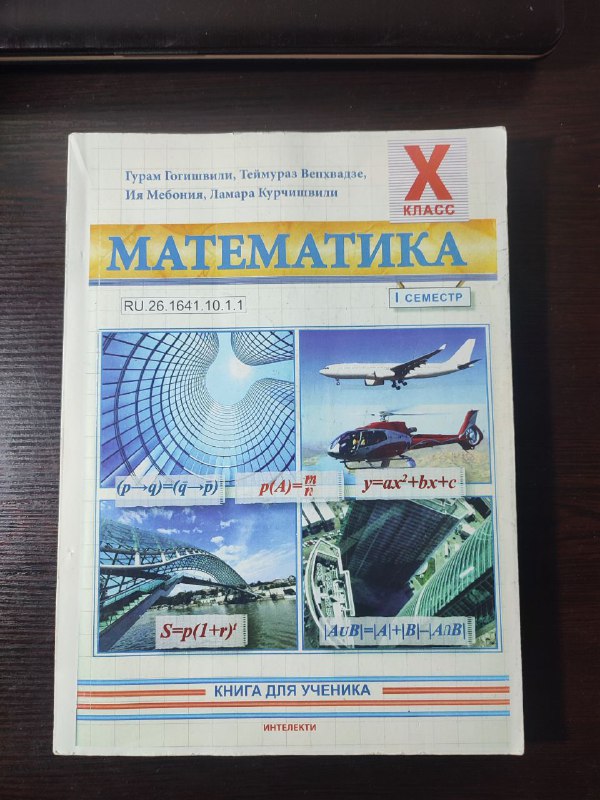 Гурам Гогишвили, Теймураз Венхвадзе,
Ия Мебония, Ламара Курчишвили
X
КЛАСС
МАТЕМАТИКА
I СЕМЕСТР
RU.26.1641.10.1.1
(p→q)=(q̄→p̄)
p(A)=m/n
y=ax²+bx+c
S=p(1+r)ᵗ
|A∪B|=|A|+|B|–|A∩B|
КНИГА ДЛЯ УЧЕНИКА
ИНТЕЛЕКТИ